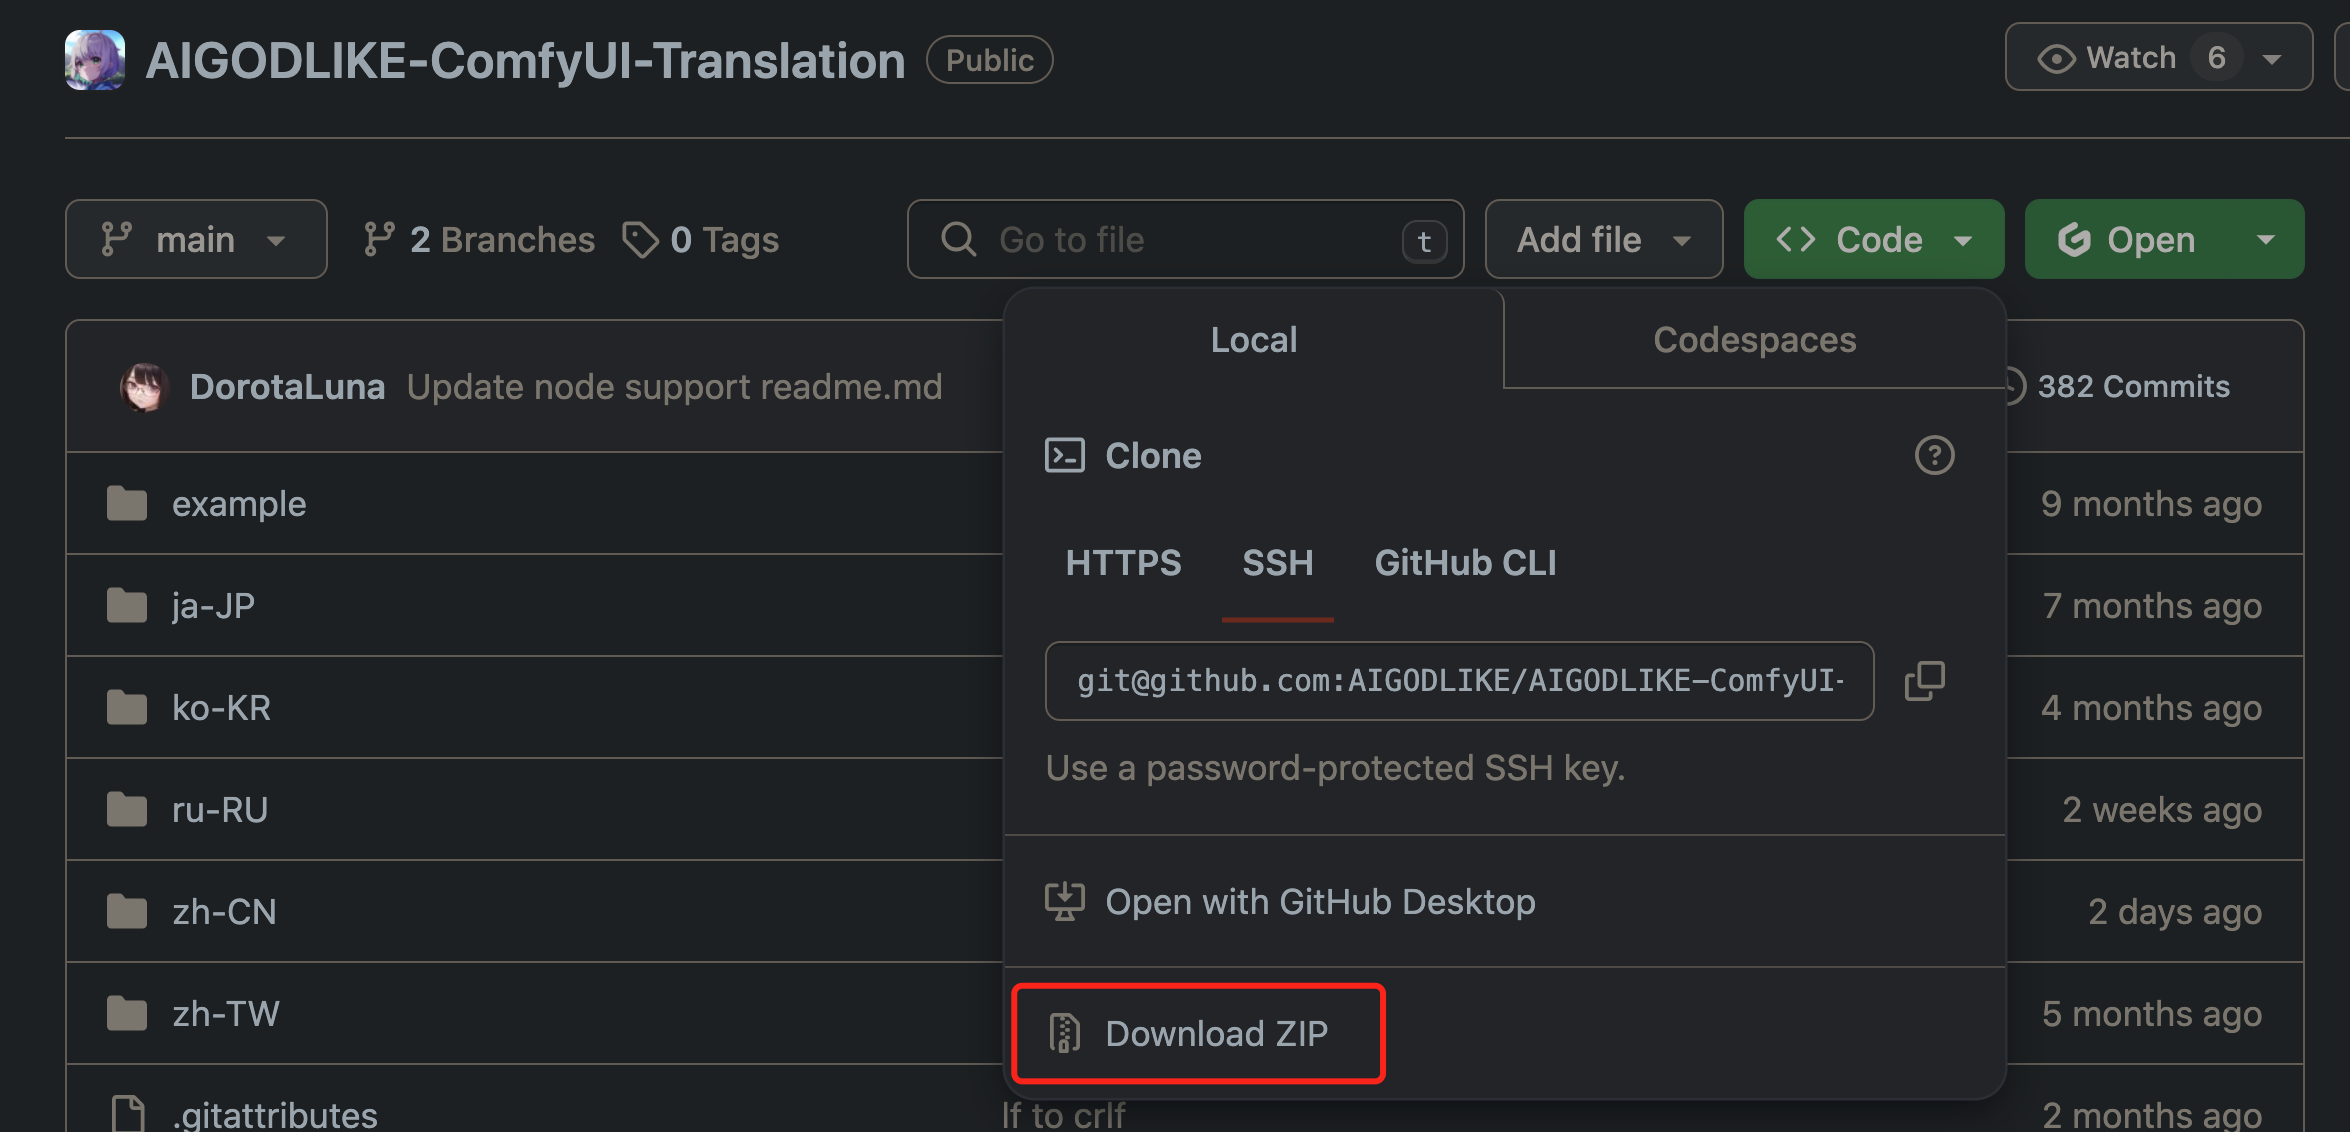 AIGODLIKE-ComfyUI-Translation Public
Watch 6
main
2 Branches
0 Tags
Go to file t
Add file
Code
Open
DorotaLuna Update node support readme.md
382 Commits
example
9 months ago
ja-JP
7 months ago
ko-KR
4 months ago
ru-RU
2 weeks ago
zh-CN
2 days ago
zh-TW
5 months ago
.gitattributes
lf to crlf
2 months ago
Local
Codespaces
Clone
HTTPS SSH GitHub CLI
git@github.com:AIGODLIKE/AIGODLIKE-ComfyUI-
Use a password-protected SSH key.
Open with GitHub Desktop
Download ZIP